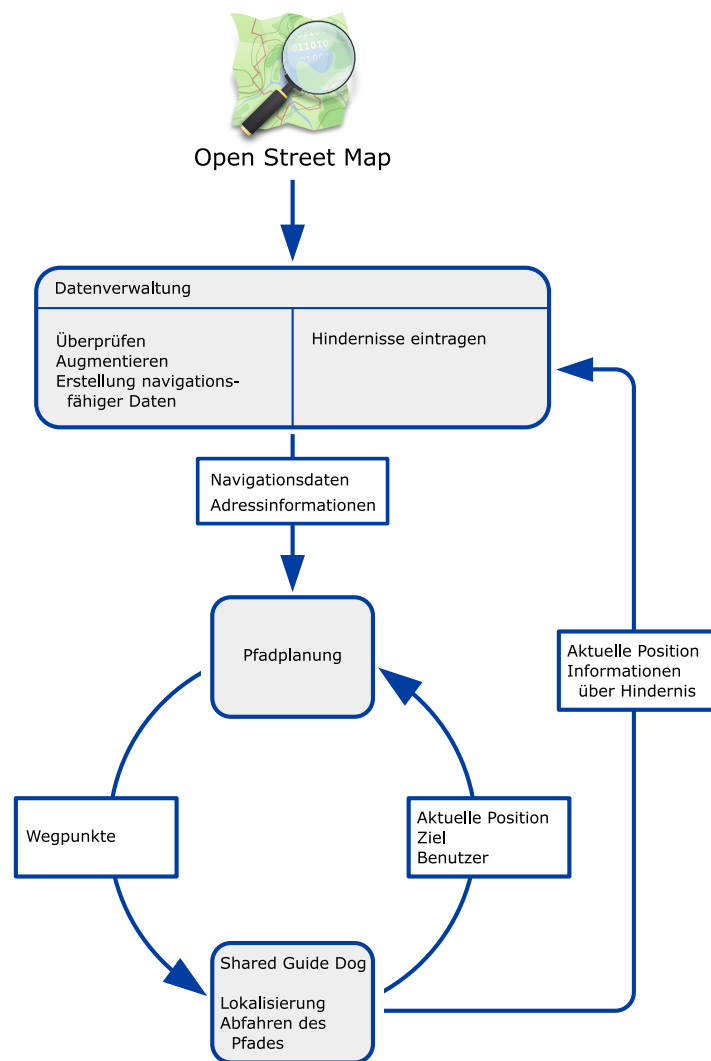 011010
Open Street Map
Datenverwaltung
Überprüfen
Augmentieren
Erstellung navigations-
fähiger Daten
Hindernisse eintragen
Navigationsdaten
Adressinformationen
Pfadplanung
Aktuelle Position
Informationen
über Hindernis
Wegpunkte
Aktuelle Position
Ziel
Benutzer
Shared Guide Dog
Lokalisierung
Abfahren des
Pfades